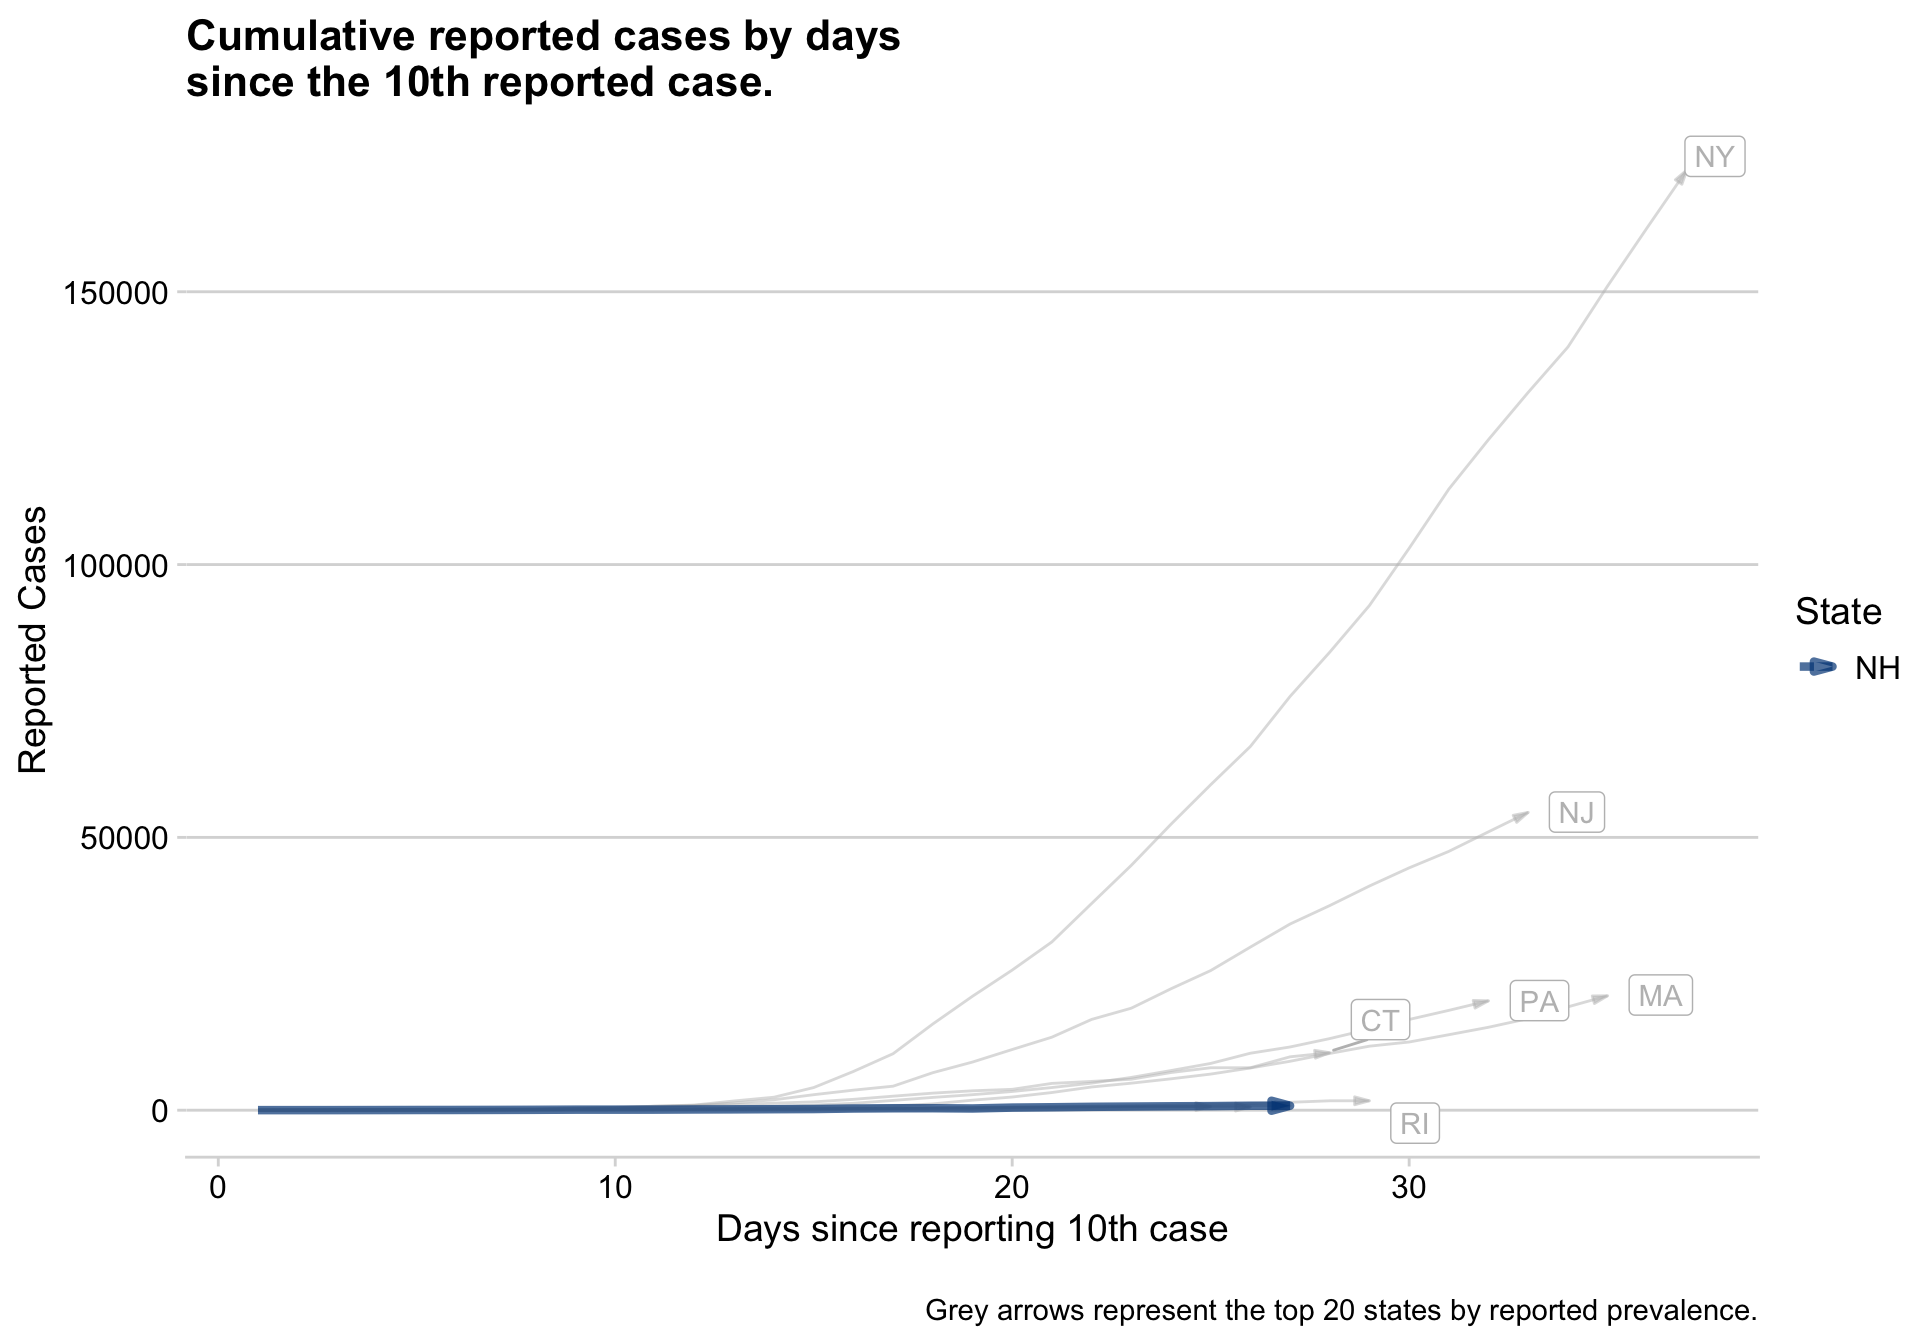 Cumulative reported cases by days
since the 10th reported case.
NY
150000
100000
50000
0
NJ
PA
MA
CT
RI
Reported Cases
State
NH
0 10 20 30
Days since reporting 10th case
Grey arrows represent the top 20 states by reported prevalence.